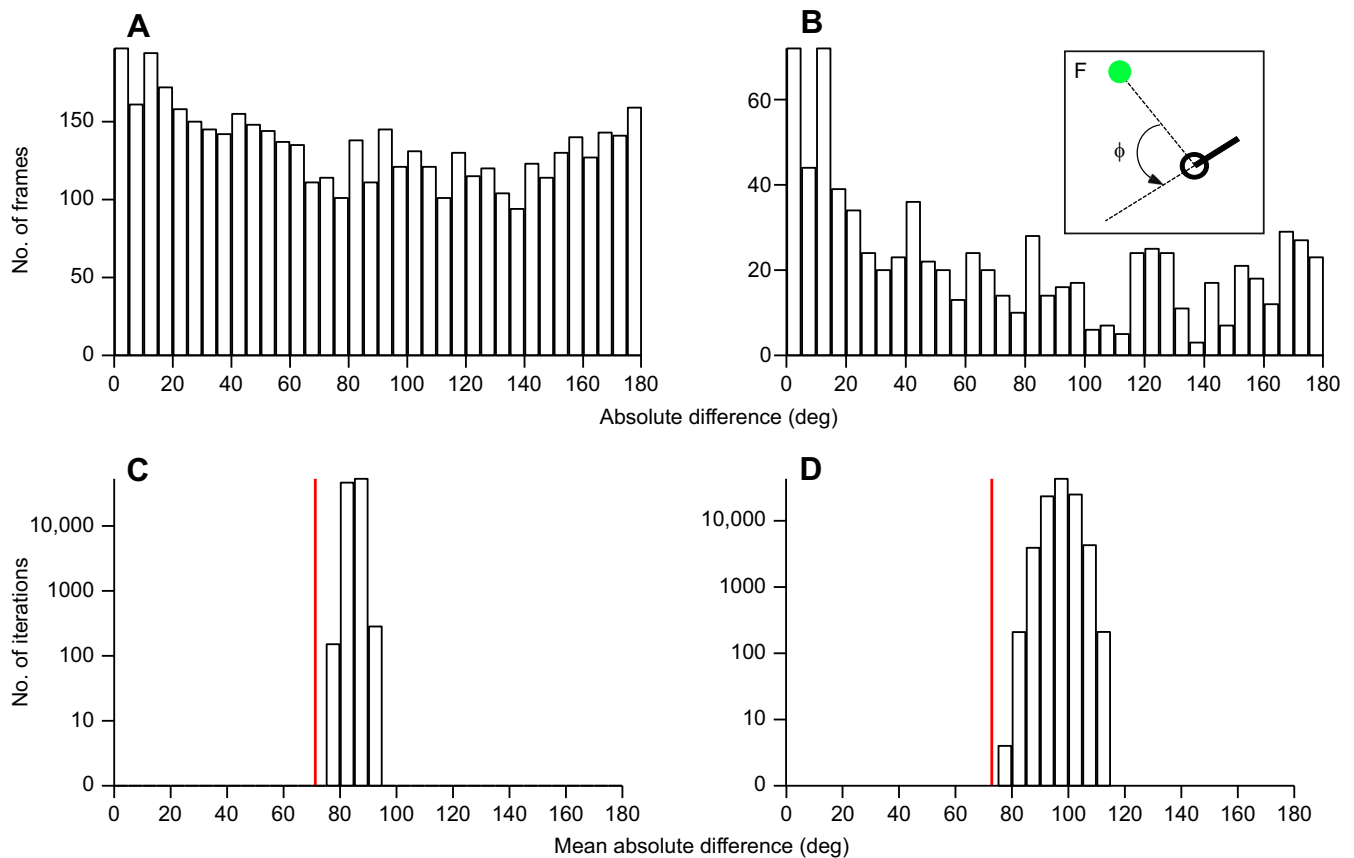 A
B
No. of frames
150
100
50
0
0 20 40 60 80 100 120 140 160 180
60
40
20
0
0 20 40 60 80 100 120 140 160 180
F
ϕ
Absolute difference (deg)
C
D
No. of iterations
10,000
1000
100
10
0
0 20 40 60 80 100 120 140 160 180
10,000
1000
100
10
0
0 20 40 60 80 100 120 140 160 180
Mean absolute difference (deg)